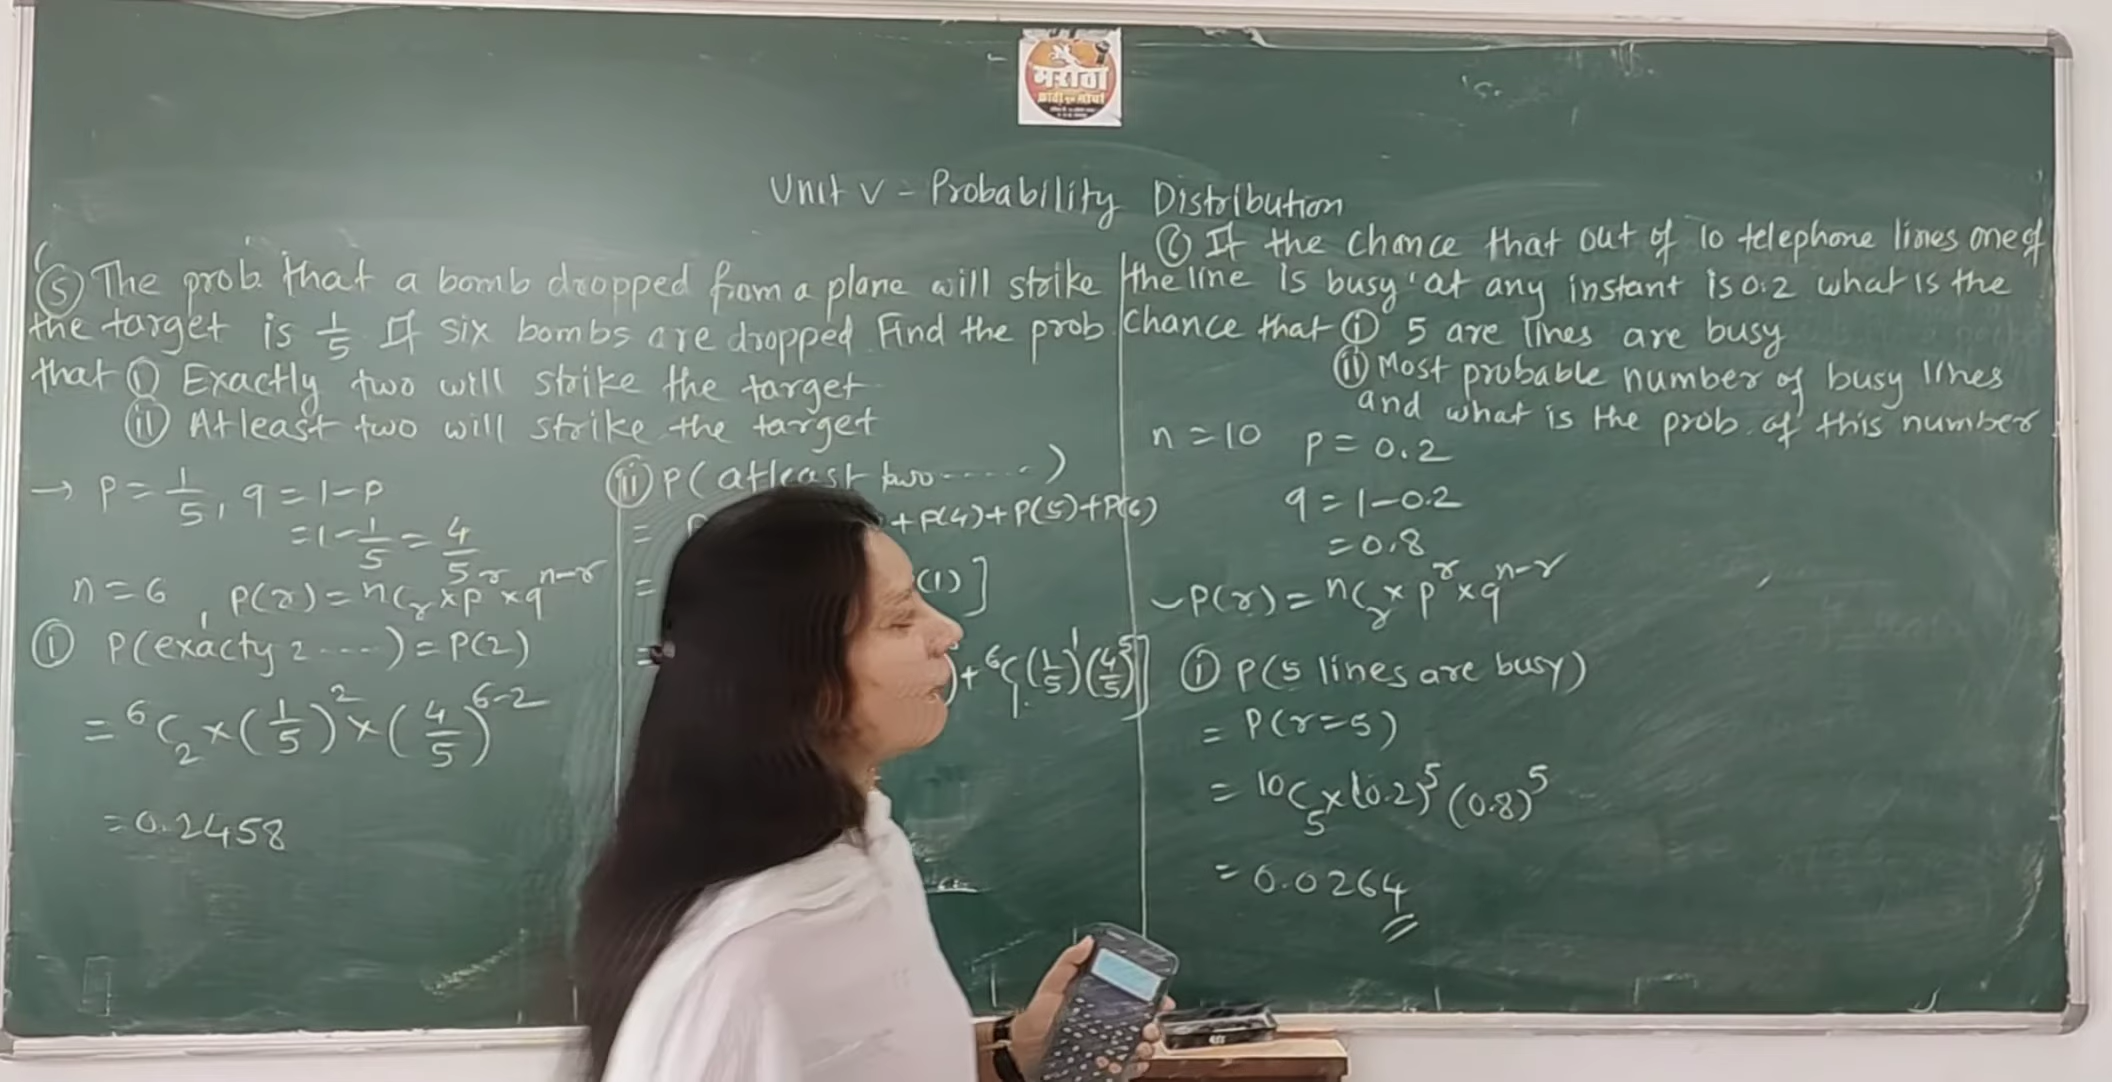 मराठा
Unit V - Probability Distribution
⑤ The prob. that a bomb dropped from a plane will strike
the target is 1/5 If six bombs are dropped Find the prob
that ⓘ Exactly two will strike the target
ⓘⓘ Atleast two will strike the target
→ P = 1/5, q = 1-P
= 1 - 1/5 = 4/5
n = 6, P(r) = nCr × p^r × q^(n-r)
ⓘ P(exacty 2 ----) = P(2)
= ⁶C₂ × (1/5)² × (4/5)^(6-2)
= 0.2458
ⓘⓘ P(atleast two ------)
= + P(4) + P(5) + P(6)
= (1)]
= ) + ⁶C₁ (1/5)¹ (4/5)⁵]
⑥ If the chance that out of 10 telephone lines one of
the line is busy at any instant is 0.2 what is the
chance that ⓘ 5 are lines are busy
ⓘⓘ Most probable number of busy lines
and what is the prob. of this number
n = 10 P = 0.2
q = 1 - 0.2
= 0.8
P(r) = nCr × p^r × q^(n-r)
ⓘ P(5 lines are busy)
= P(r = 5)
= ¹⁰C₅ × (0.2)⁵ (0.8)⁵
= 0.0264